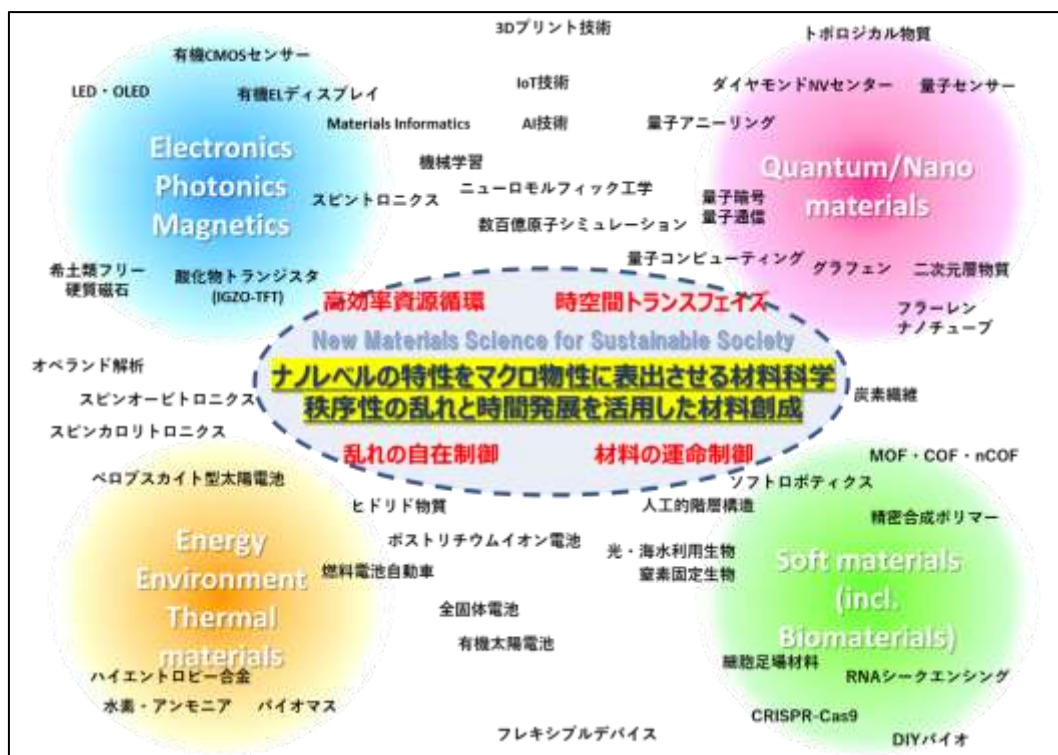 3Dプリント技術
トポロジカル物質
有機CMOSセンサー
LED・OLED
有機ELディスプレイ
IoT技術
ダイヤモンドNVセンター
量子センサー
Materials Informatics
AI技術
量子アニーリング
Electronics
Photonics
Magnetics
機械学習
Quantum/Nano
materials
スピントロニクス
ニューロモルフィック工学
量子暗号
量子通信
数百億原子シミュレーション
量子コンピューティング
グラフェン
二次元層物質
希土類フリー
硬質磁石
酸化物トランジスタ
(IGZO-TFT)
フラーレン
ナノチューブ
高効率資源循環
時空間トランスフェイズ
New Materials Science for Sustainable Society
ナノレベルの特性をマクロ物性に表出させる材料科学
秩序性の乱れと時間発展を活用した材料創成
乱れの自在制御
材料の運命制御
オペランド解析
スピンオービトロニクス
スピンカロリトロニクス
炭素繊維
ペロブスカイト型太陽電池
MOF・COF・nCOF
ソフトロボティクス
ヒドリド物質
人工的階層構造
精密合成ポリマー
Energy
Environment
Thermal
materials
ポストリチウムイオン電池
燃料電池自動車
光・海水利用生物
窒素固定生物
Soft materials
(incl.
Biomaterials)
全固体電池
有機太陽電池
細胞足場材料
RNAシークエンシング
ハイエントロピー合金
水素・アンモニア
バイオマス
フレキシブルデバイス
CRISPR-Cas9
DIYバイオ